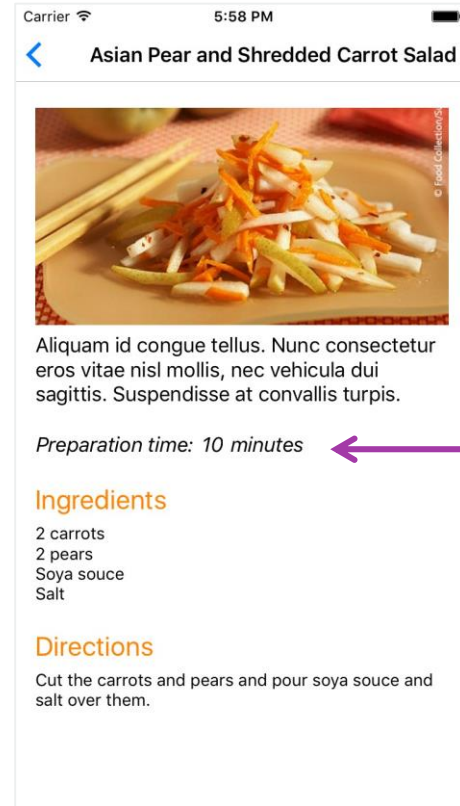 Carrier 5:58 PM
Asian Pear and Shredded Carrot Salad
© Food Collection/
Aliquam id congue tellus. Nunc consectetur
eros vitae nisl mollis, nec vehicula dui
sagittis. Suspendisse at convallis turpis.
Preparation time: 10 minutes
Ingredients
2 carrots
2 pears
Soya souce
Salt
Directions
Cut the carrots and pears and pour soya souce and
salt over them.